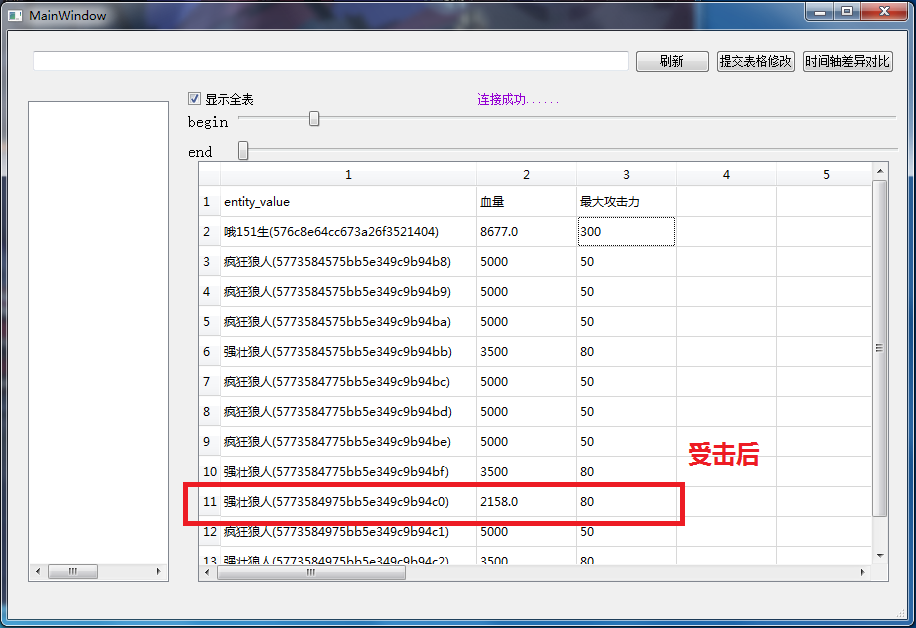 MainWindow
刷新
提交表格修改
时间轴差异对比
显示全表
连接成功......
begin
end
1 2 3 4 5
1 entity_value 血量 最大攻击力
2 哦151生(576c8e64cc673a26f3521404) 8677.0 300
3 疯狂狼人(5773584575bb5e349c9b94b8) 5000 50
4 疯狂狼人(5773584575bb5e349c9b94b9) 5000 50
5 疯狂狼人(5773584575bb5e349c9b94ba) 5000 50
6 强壮狼人(5773584575bb5e349c9b94bb) 3500 80
7 疯狂狼人(5773584775bb5e349c9b94bc) 5000 50
8 疯狂狼人(5773584775bb5e349c9b94bd) 5000 50
9 疯狂狼人(5773584775bb5e349c9b94be) 5000 50
受击后
10 强壮狼人(5773584775bb5e349c9b94bf) 3500 80
11 强壮狼人(5773584975bb5e349c9b94c0) 2158.0 80
12 疯狂狼人(5773584975bb5e349c9b94c1) 5000 50
13 强壮狼人(5773584975bb5e349c9b94c2) 3500 80